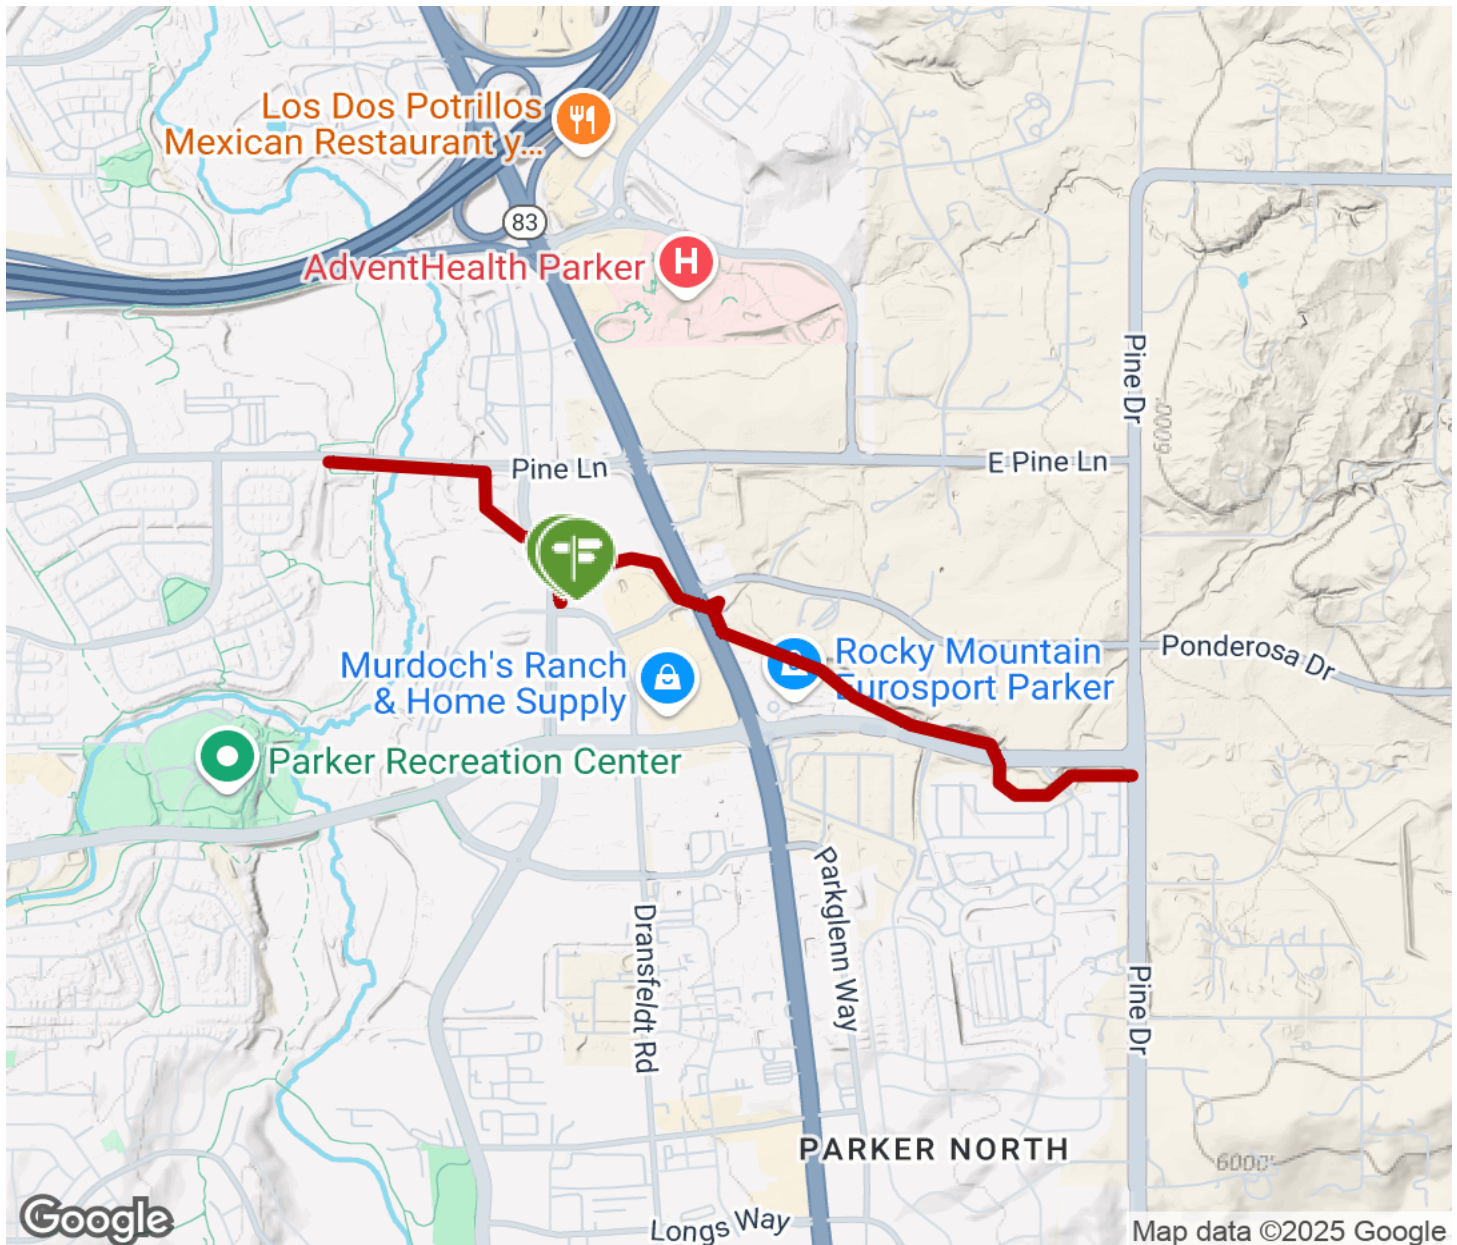 Los Dos Potrillos
Mexican Restaurant y...
83
AdventHealth Parker
H
Pine Dr
6000
Pine Ln
E Pine Ln
Ponderosa Dr
Murdoch's Ranch
& Home Supply
Rocky Mountain
Eurosport Parker
Parker Recreation Center
Parkglenn Way
Dransfeldt Rd
Pine Dr
PARKER NORTH
6000
Longs Way
Google
Map data ©2025 Google